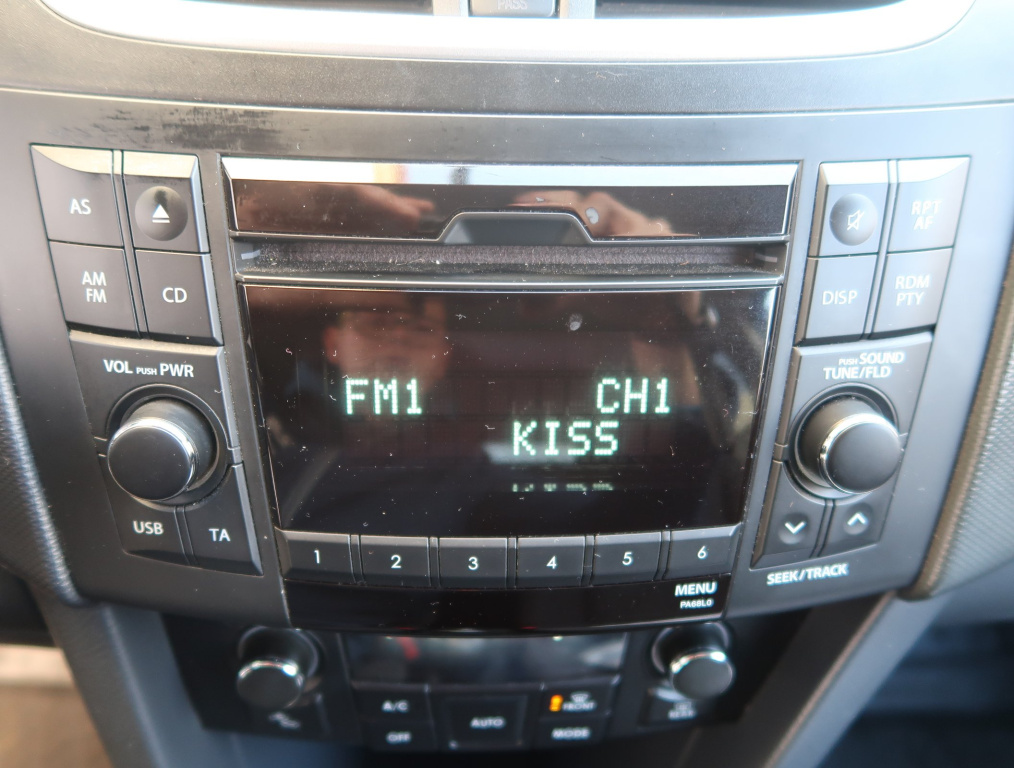 PASS
AS
AM
FM
CD
VOL PUSH PWR
USB
TA
FM1
CH1
KISS
1
2
3
4
5
6
MENU
PA68L0
RPT
AF
DISP
RDM
PTY
PUSH SOUND
TUNE/FLD
SEEK/TRACK
A/C
OFF
AUTO
FRONT
MODE
REAR